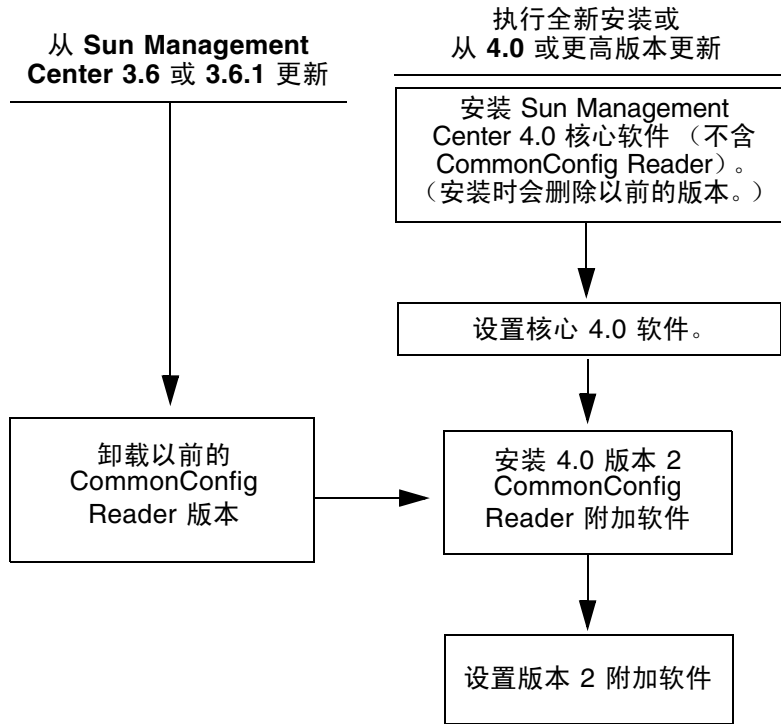 从 Sun Management
Center 3.6 或 3.6.1 更新
执行全新安装或
从 4.0 或更高版本更新
安装 Sun Management
Center 4.0 核心软件 （不含
CommonConfig Reader）。
（安装时会删除以前的版本。）
设置核心 4.0 软件。
卸载以前的
CommonConfig
Reader 版本
安装 4.0 版本 2
CommonConfig
Reader 附加软件
设置版本 2 附加软件